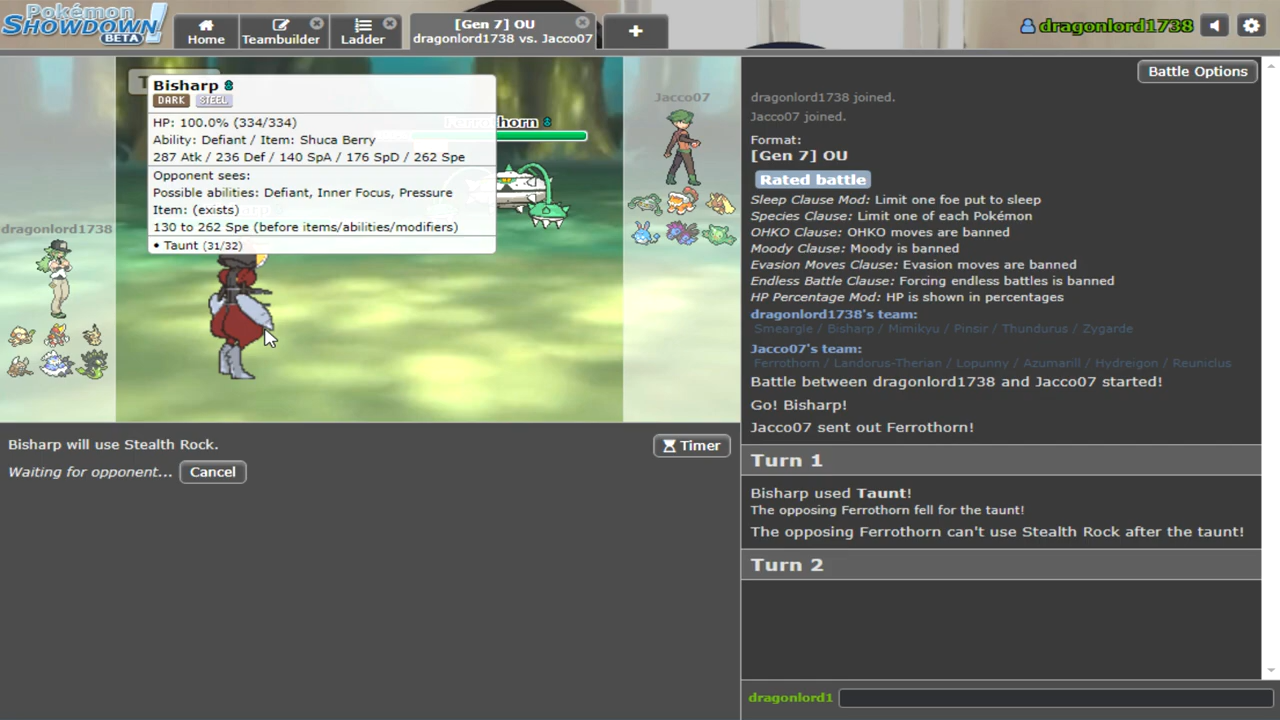 Pokémon
SHOWDOWN!
BETA
Home
Teambuilder
Ladder
[Gen 7] OU
dragonlord1738 vs. Jacco07
+
dragonlord1738
Bisharp
DARK STEEL
HP: 100.0% (334/334)
Ability: Defiant / Item: Shuca Berry
287 Atk / 236 Def / 140 SpA / 176 SpD / 262 Spe
Opponent sees:
Possible abilities: Defiant, Inner Focus, Pressure
Item: (exists)
130 to 262 Spe (before items/abilities/modifiers)
• Taunt (31/32)
dragonlord1738
Jacco07
Bisharp will use Stealth Rock.
Waiting for opponent... Cancel
Timer
Battle Options
dragonlord1738 joined.
Jacco07 joined.
Format:
[Gen 7] OU
Rated battle
Sleep Clause Mod: Limit one foe put to sleep
Species Clause: Limit one of each Pokémon
OHKO Clause: OHKO moves are banned
Moody Clause: Moody is banned
Evasion Moves Clause: Evasion moves are banned
Endless Battle Clause: Forcing endless battles is banned
HP Percentage Mod: HP is shown in percentages
dragonlord1738's team:
Smeargle / Bisharp / Mimikyu / Pinsir / Thundurus / Zygarde
Jacco07's team:
Ferrothorn / Landorus-Therian / Lopunny / Azumarill / Hydreigon / Reuniclus
Battle between dragonlord1738 and Jacco07 started!
Go! Bisharp!
Jacco07 sent out Ferrothorn!
Turn 1
Bisharp used Taunt!
The opposing Ferrothorn fell for the taunt!
The opposing Ferrothorn can't use Stealth Rock after the taunt!
Turn 2
dragonlord1